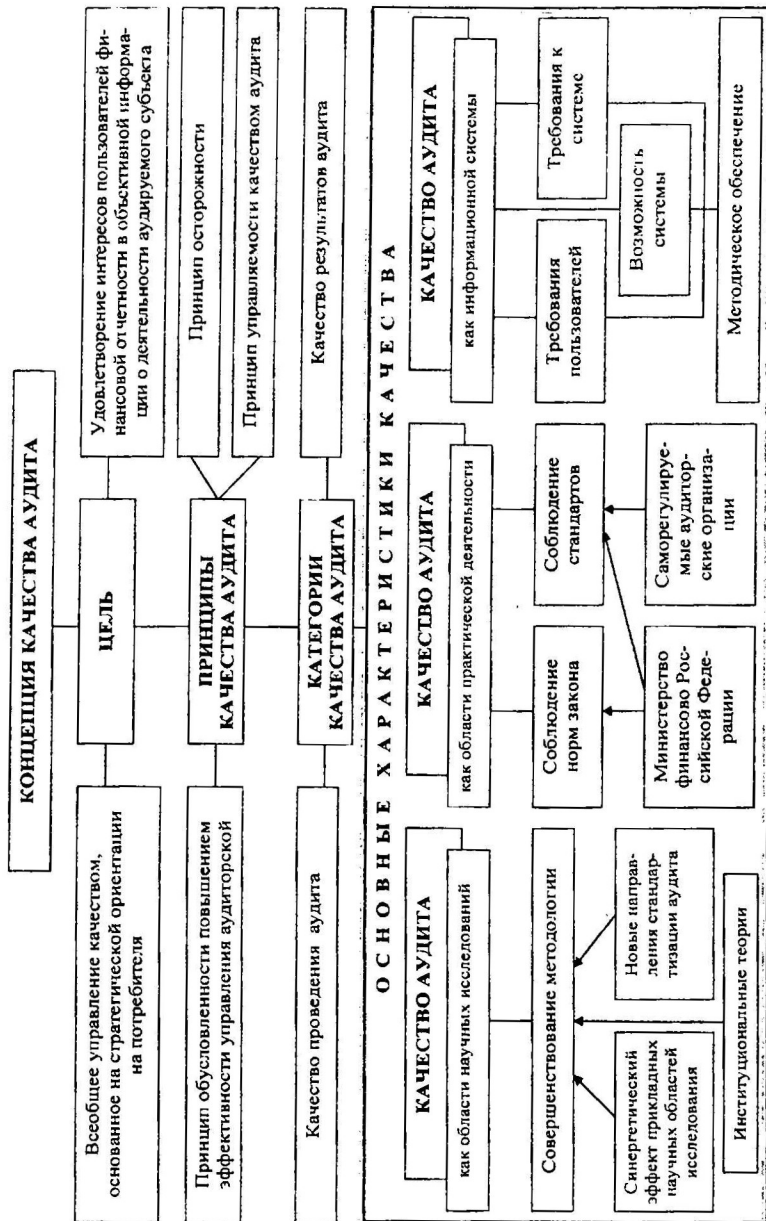 КОНЦЕПЦИЯ КАЧЕСТВА АУДИТА
Всеобщее управление качеством,
основанное на стратегической ориентации
на потребителя
ЦЕЛЬ
Удовлетворение интересов пользователей фи-
нансовой отчетности в объективной информа-
ции о деятельности аудируемого субъекта
Принцип обусловленности повышением
эффективности управления аудиторской
ПРИНЦИПЫ
КАЧЕСТВА АУДИТА
Принцип осторожности
Принцип управляемости качеством аудита
Качество проведения аудита
КАТЕГОРИИ
КАЧЕСТВА АУДИТА
Качество результатов аудита
ОСНОВНЫЕ ХАРАКТЕРИСТИКИ КАЧЕСТВА
КАЧЕСТВО АУДИТА
как области научных исследований
Совершенствование методологии
Синергетический
эффект прикладных
научных областей
исследования
Новые направ-
ления стандар-
тизации аудита
Институциональные теории
КАЧЕСТВО АУДИТА
как области практической деятельности
Соблюдение
норм закона
Соблюдение
стандартов
Министерство
финансово Рос-
сийской Феде-
рации
Саморегулируе-
мые аудитор-
ские организа-
ции
КАЧЕСТВО АУДИТА
как информационной системы
Требования
пользователей
Требования к
системе
Возможность
системы
Методическое обеспечение